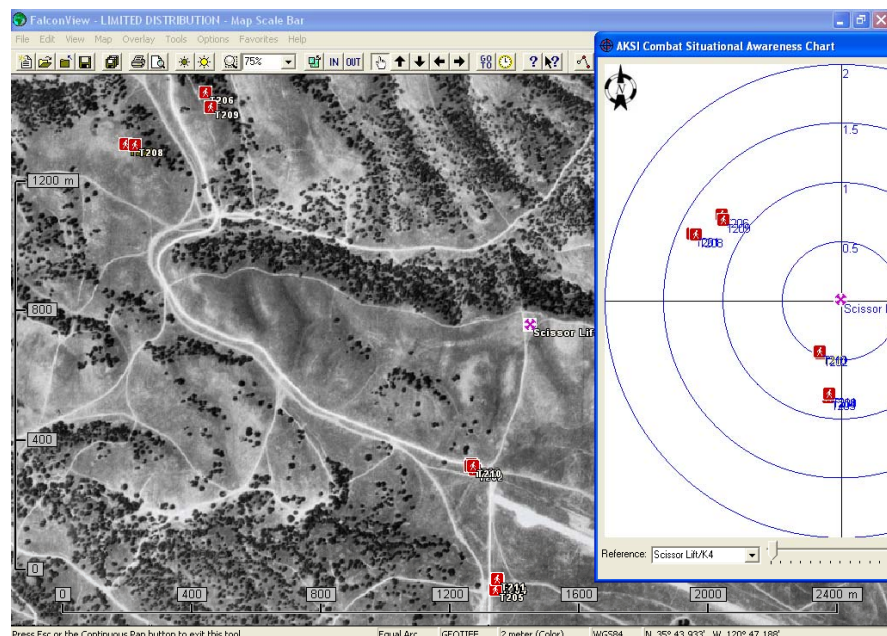 FalconView - LIMITED DISTRIBUTION - Map Scale Bar
File Edit View Map Overlay Tools Options Favorites Help
75%
IN OUT
GO TO
AKSI Combat Situational Awareness Chart
N
2
1.5
1
0.5
T206
T209
T208
1200 m
800
400
0
Scissor Lif
T210
T211
T205
0 400 800 1200 1600 2000 2400 m
T206
T209
T208
Scissor l
T202
Reference: Scissor Lift/K4
Press Esc or the Continuous Pan button to exit this tool
Equal Arc GEOTIFF 2 meter (Color) WGS84 N 35° 43.933' W 120° 47.188'